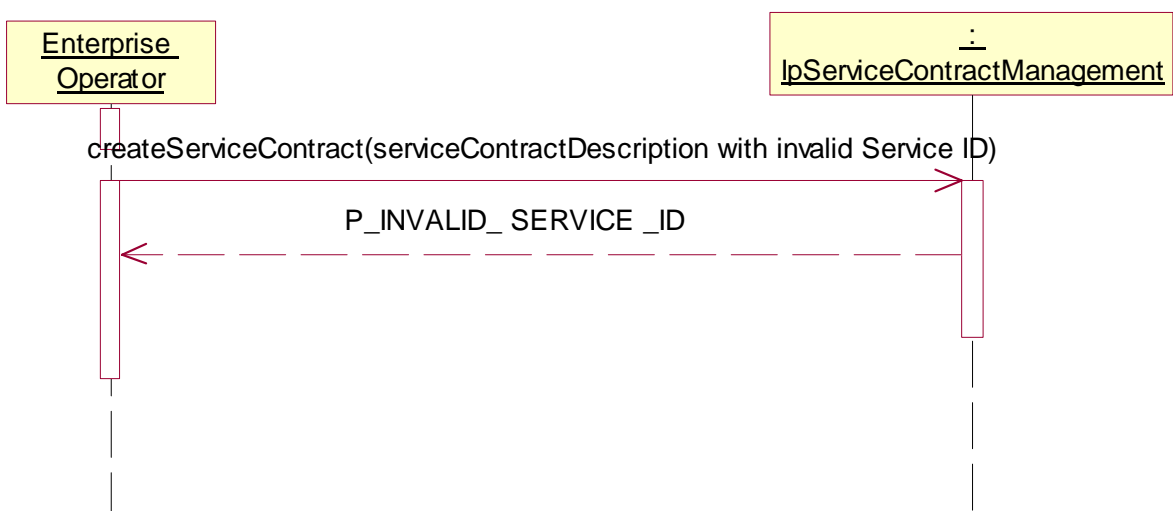 Enterprise
Operator
:
IpServiceContractManagement
createServiceContract(serviceContractDescription with invalid Service ID)
P_INVALID_ SERVICE _ID